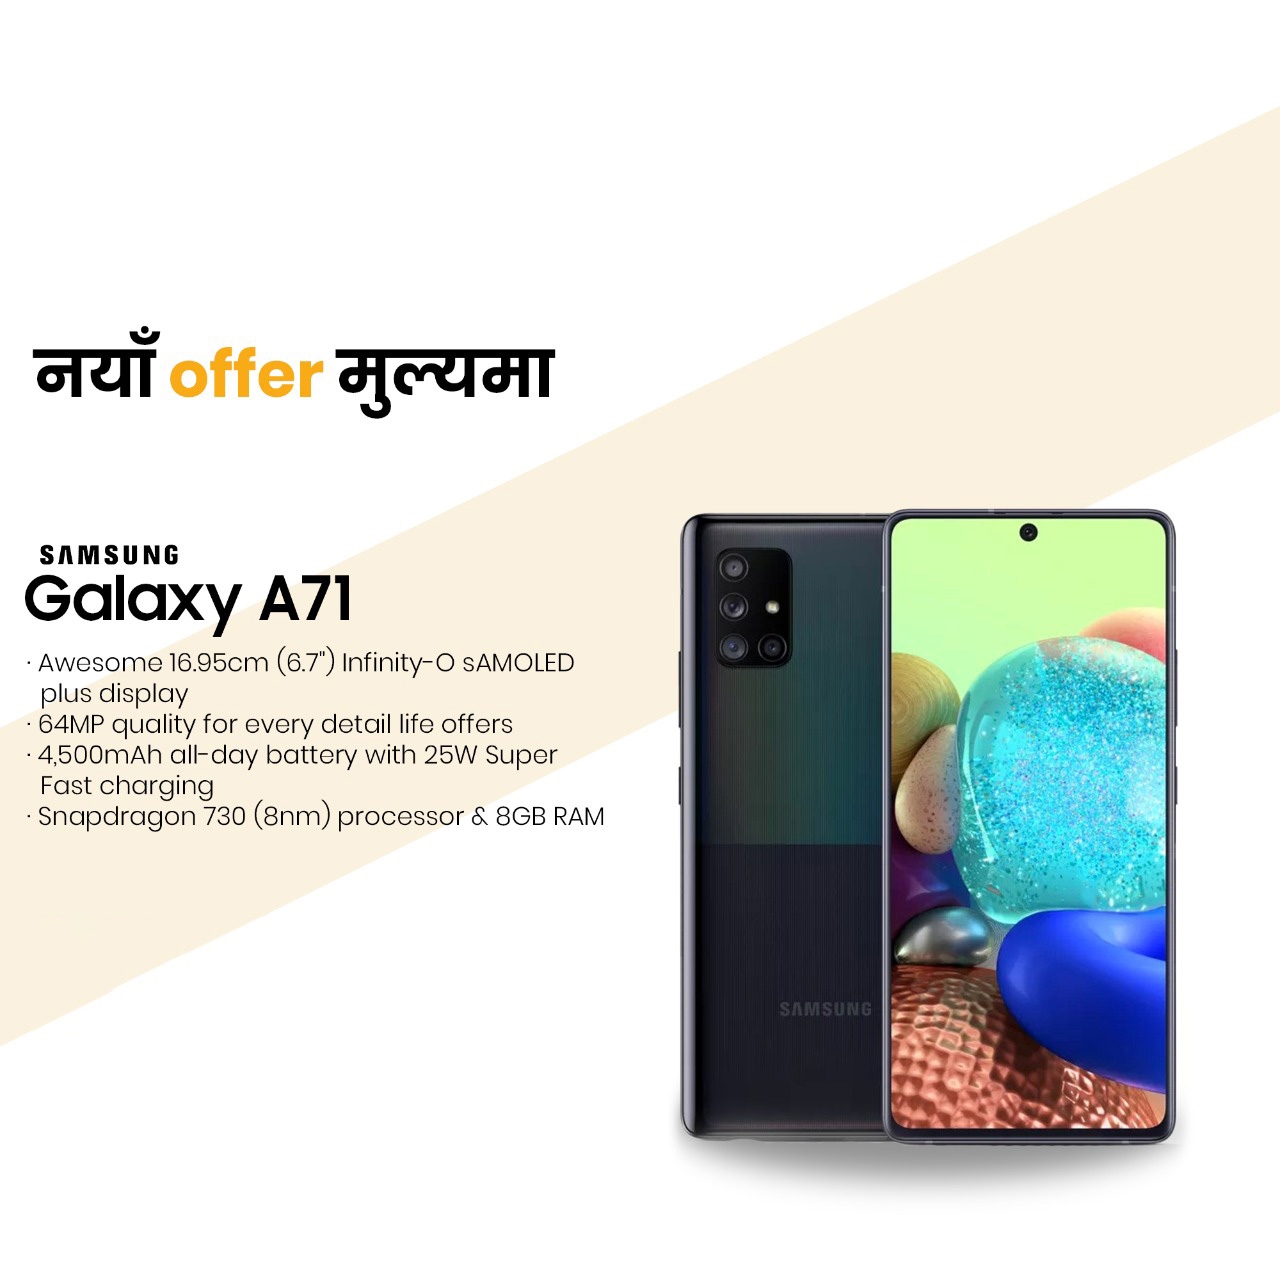 नयाँ offer मुल्यमा
SAMSUNG
Galaxy A71
· Awesome 16.95cm (6.7") Infinity-O sAMOLED
plus display
· 64MP quality for every detail life offers
· 4,500mAh all-day battery with 25W Super
Fast charging
· Snapdragon 730 (8nm) processor & 8GB RAM
SAMSUNG